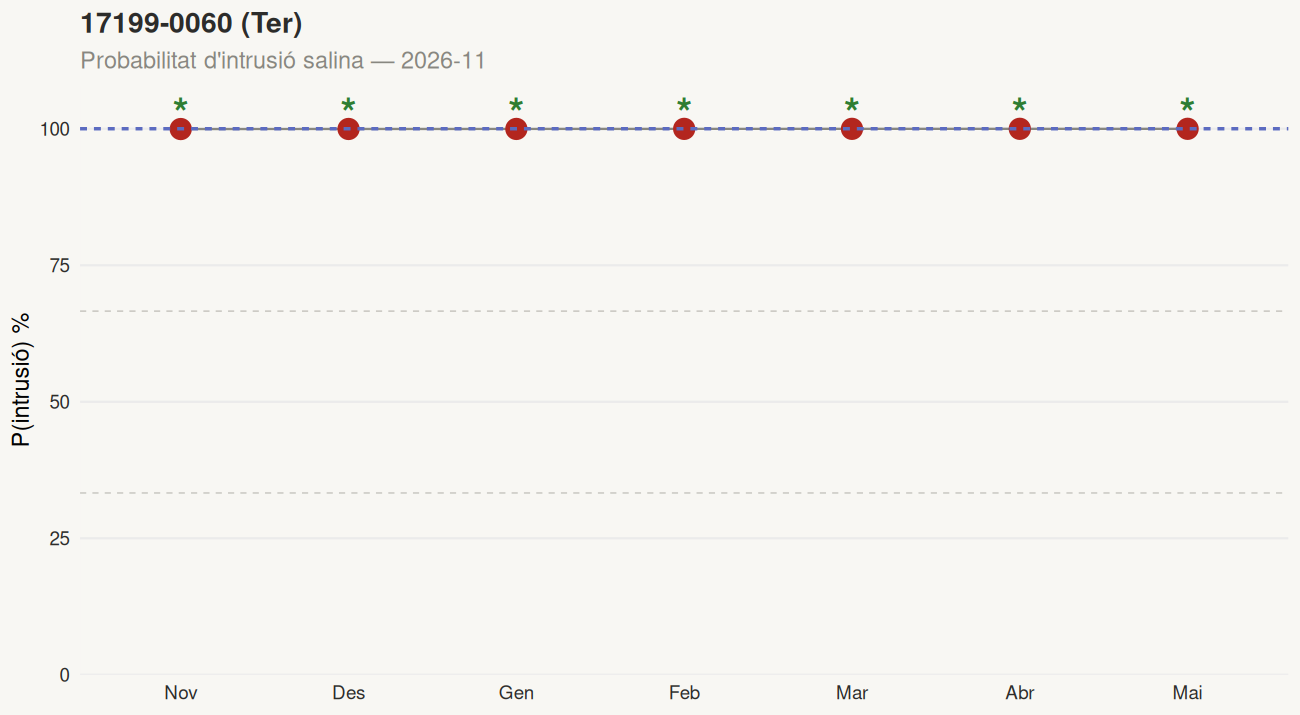 17199-0060 (Ter)
Probabilitat d'intrusió salina — 2026-11
* * * * * * *
100
75
50
25
0
P(intrusió) %
Nov Des Gen Feb Mar Abr Mai